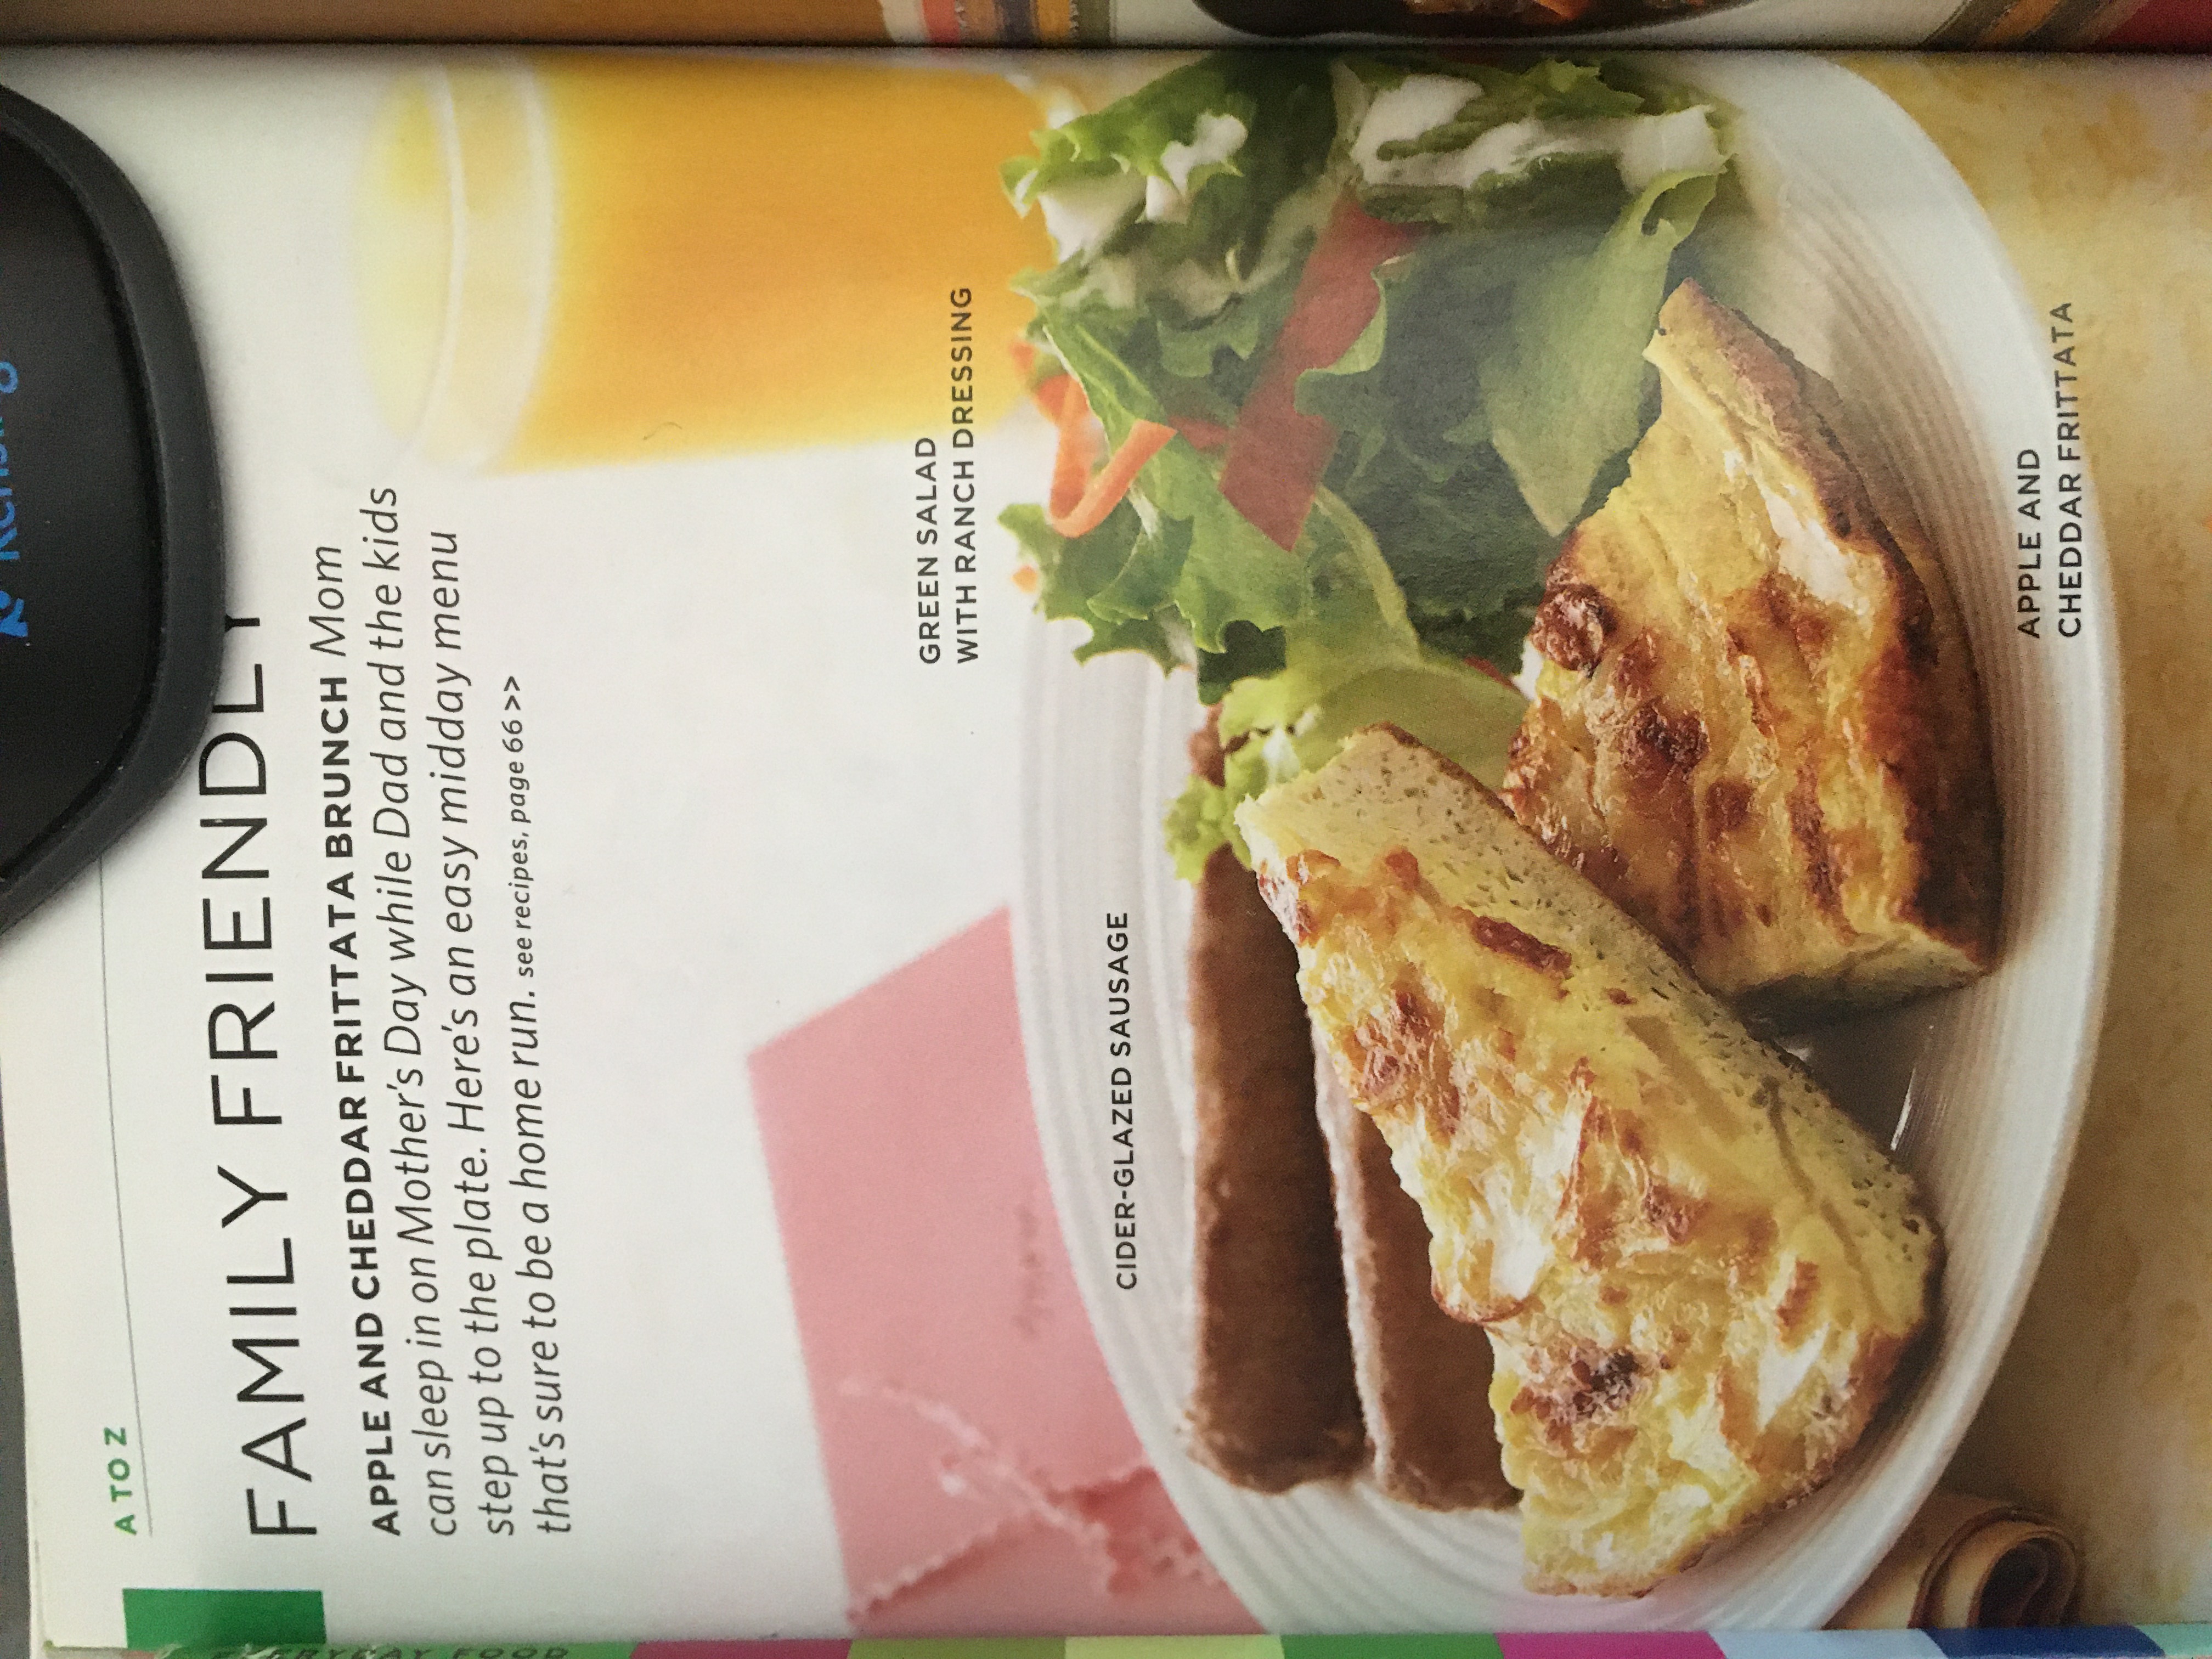 A TO Z
FAMILY FRIENDLY
APPLE AND CHEDDAR FRITTATA BRUNCH Mom
can sleep in on Mother's Day while Dad and the kids
step up to the plate. Here's an easy midday menu
that's sure to be a home run. see recipes, page 66 >>
GREEN SALAD
WITH RANCH DRESSING
CIDER-GLAZED SAUSAGE
APPLE AND
CHEDDAR FRITTATA